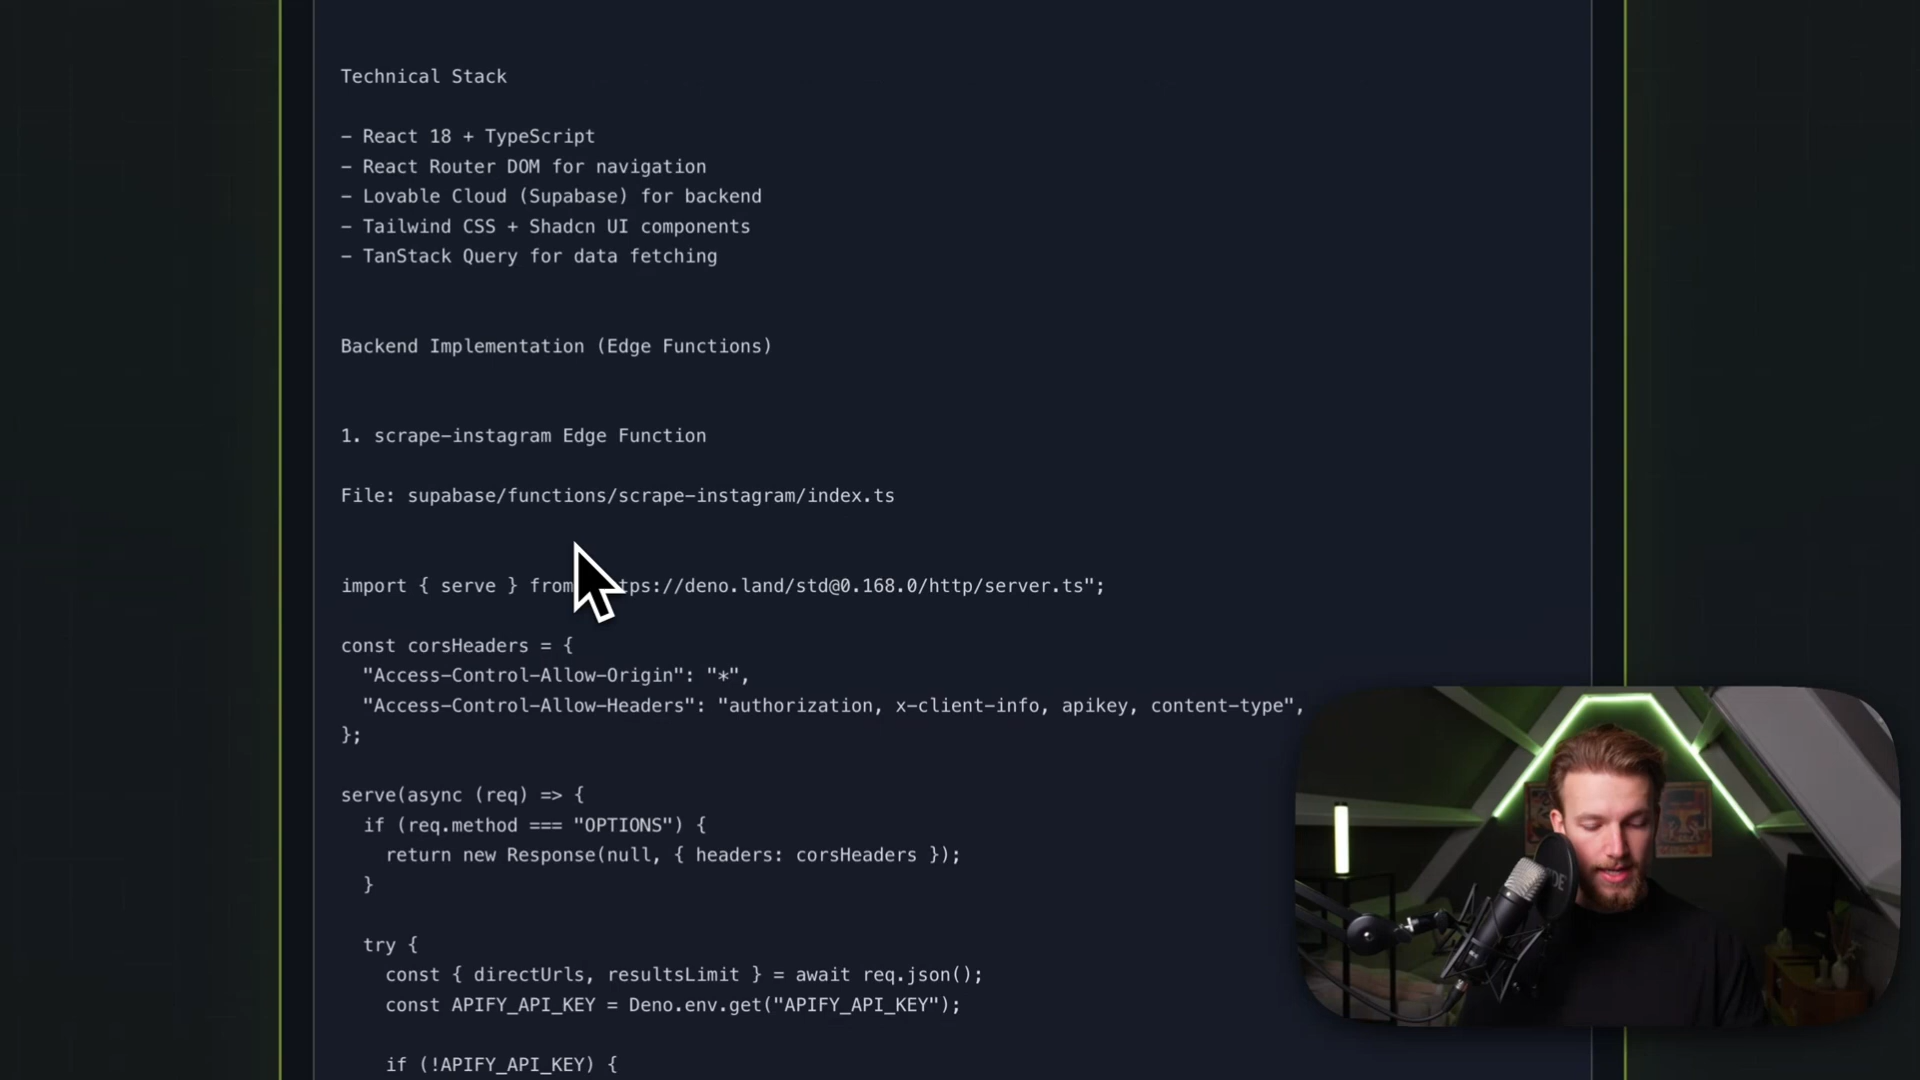 Technical Stack
– React 18 + TypeScript
– React Router DOM for navigation
– Lovable Cloud (Supabase) for backend
– Tailwind CSS + Shadcn UI components
– TanStack Query for data fetching
Backend Implementation (Edge Functions)
1. scrape-instagram Edge Function
File: supabase/functions/scrape-instagram/index.ts
import { serve } from tps://deno.land/std@0.168.0/http/server.ts";
const corsHeaders = {
"Access-Control-Allow-Origin": "*",
"Access-Control-Allow-Headers": "authorization, x-client-info, apikey, content-type",
};
serve(async (req) => {
if (req.method === "OPTIONS") {
return new Response(null, { headers: corsHeaders });
}
try {
const { directUrls, resultsLimit } = await req.json();
const APIFY_API_KEY = Deno.env.get("APIFY_API_KEY");
if (!APIFY_API_KEY) {